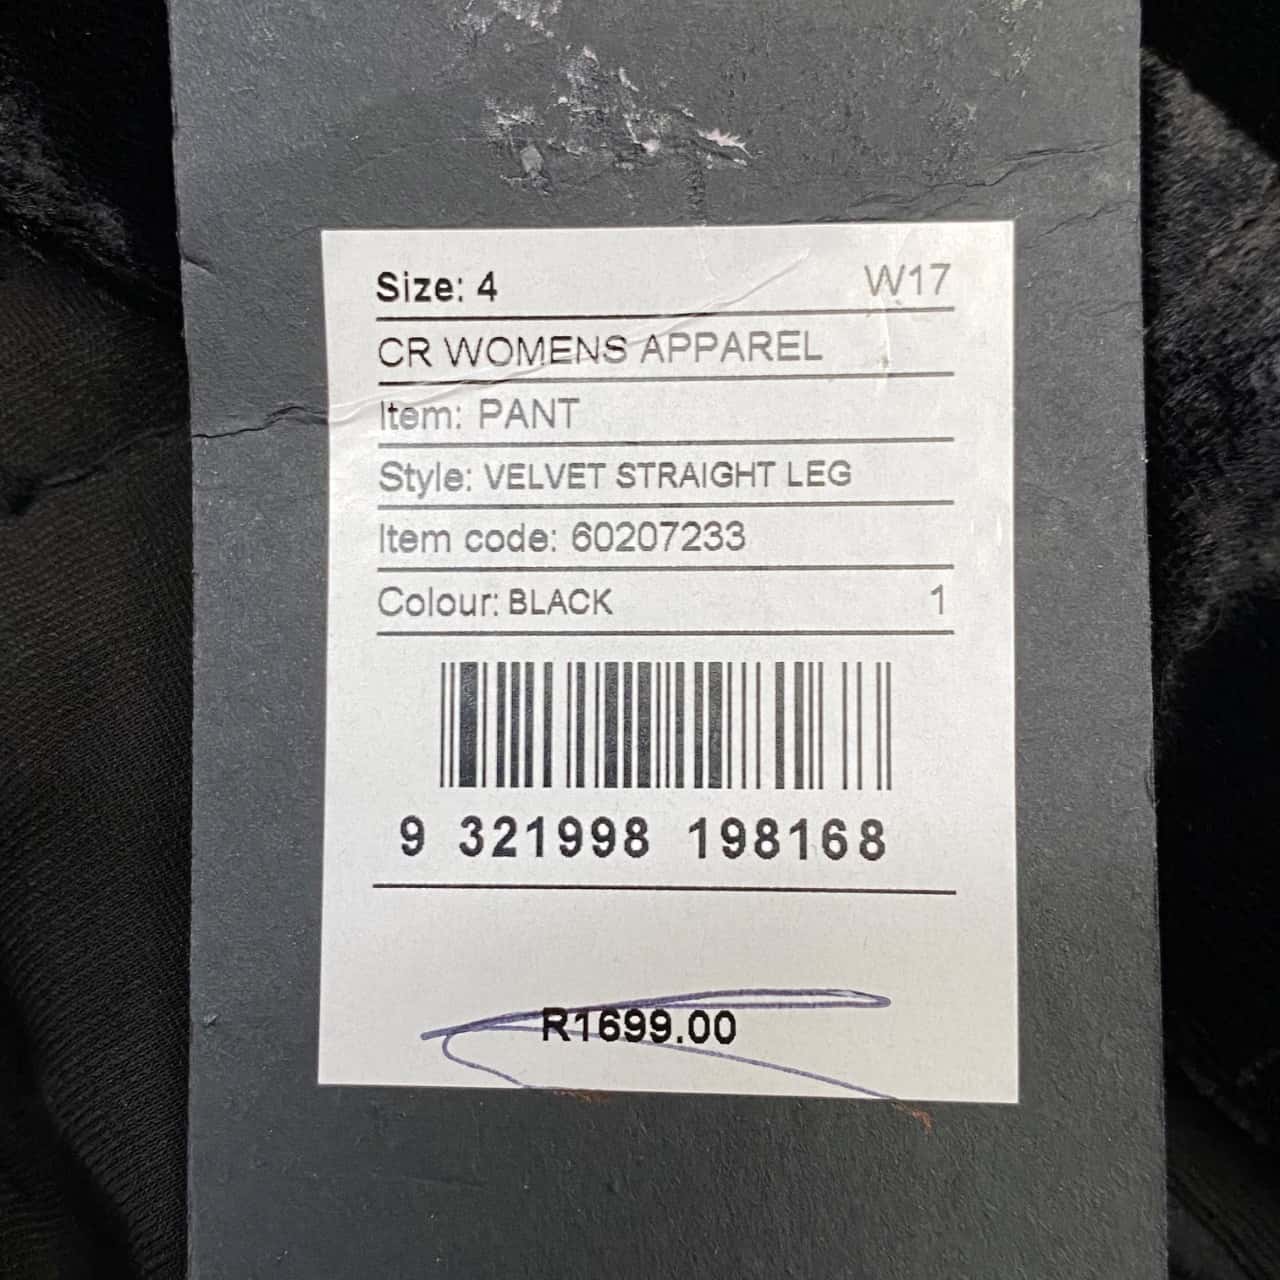 Size: 4 W17
CR WOMENS APPAREL
Item: PANT
Style: VELVET STRAIGHT LEG
Item code: 60207233
Colour: BLACK 1
9 321998 198168
R1699.00